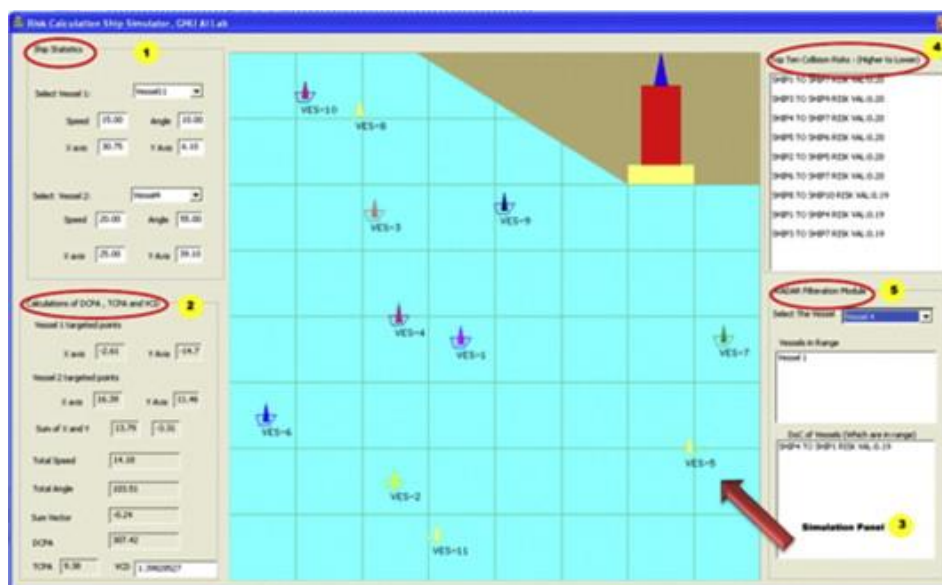 Risk Calculation Ship Simulator, GMU AI Lab
Ship Statistics
1
Select Vessel 1:
Vessel11
Speed 15.00 Angle 10.00
X axis 30.75 Y Axis 6.10
Select Vessel 2:
Speed 20.00 Angle 55.00
X axis 25.00 Y Axis 39.10
Calculations of DCPA , TCPA and VCD
2
Vessel 1 targeted points
X axis -2.61 Y Axis -14.7
Vessel 2 targeted points
X axis 16.39 Y Axis 11.46
Sum of X and Y 13.79 -3.31
Total Speed 14.18
Total Angle 103.51
Sum Vector -0.24
DCPA 307.42
TCPA 9.38 VCD
VES-10
VES-8
VES-3
VES-9
VES-4
VES-1
VES-7
VES-6
VES-5
VES-2
VES-11
4
Top Ten Collision Risks : (Higher to Lower)
SHIP1 TO SHIP7 RISK VAL:0.20
SHIP3 TO SHIP9 RISK VAL:0.20
SHIP4 TO SHIP7 RISK VAL:0.20
SHIP5 TO SHIP6 RISK VAL:0.20
SHIP2 TO SHIP5 RISK VAL:0.20
SHIP6 TO SHIP7 RISK VAL:0.20
SHIP8 TO SHIP10 RISK VAL:0.19
SHIP1 TO SHIP4 RISK VAL:0.19
SHIP3 TO SHIP7 RISK VAL:0.19
RADAR Filteration Module
5
Select The Vessel Vessel 4
Vessels in Range
Vessel 1
DoC of Vessels (Which are in range)
SHIP4 TO SHIP1 RISK VAL:0.19
Simulation Panel
3